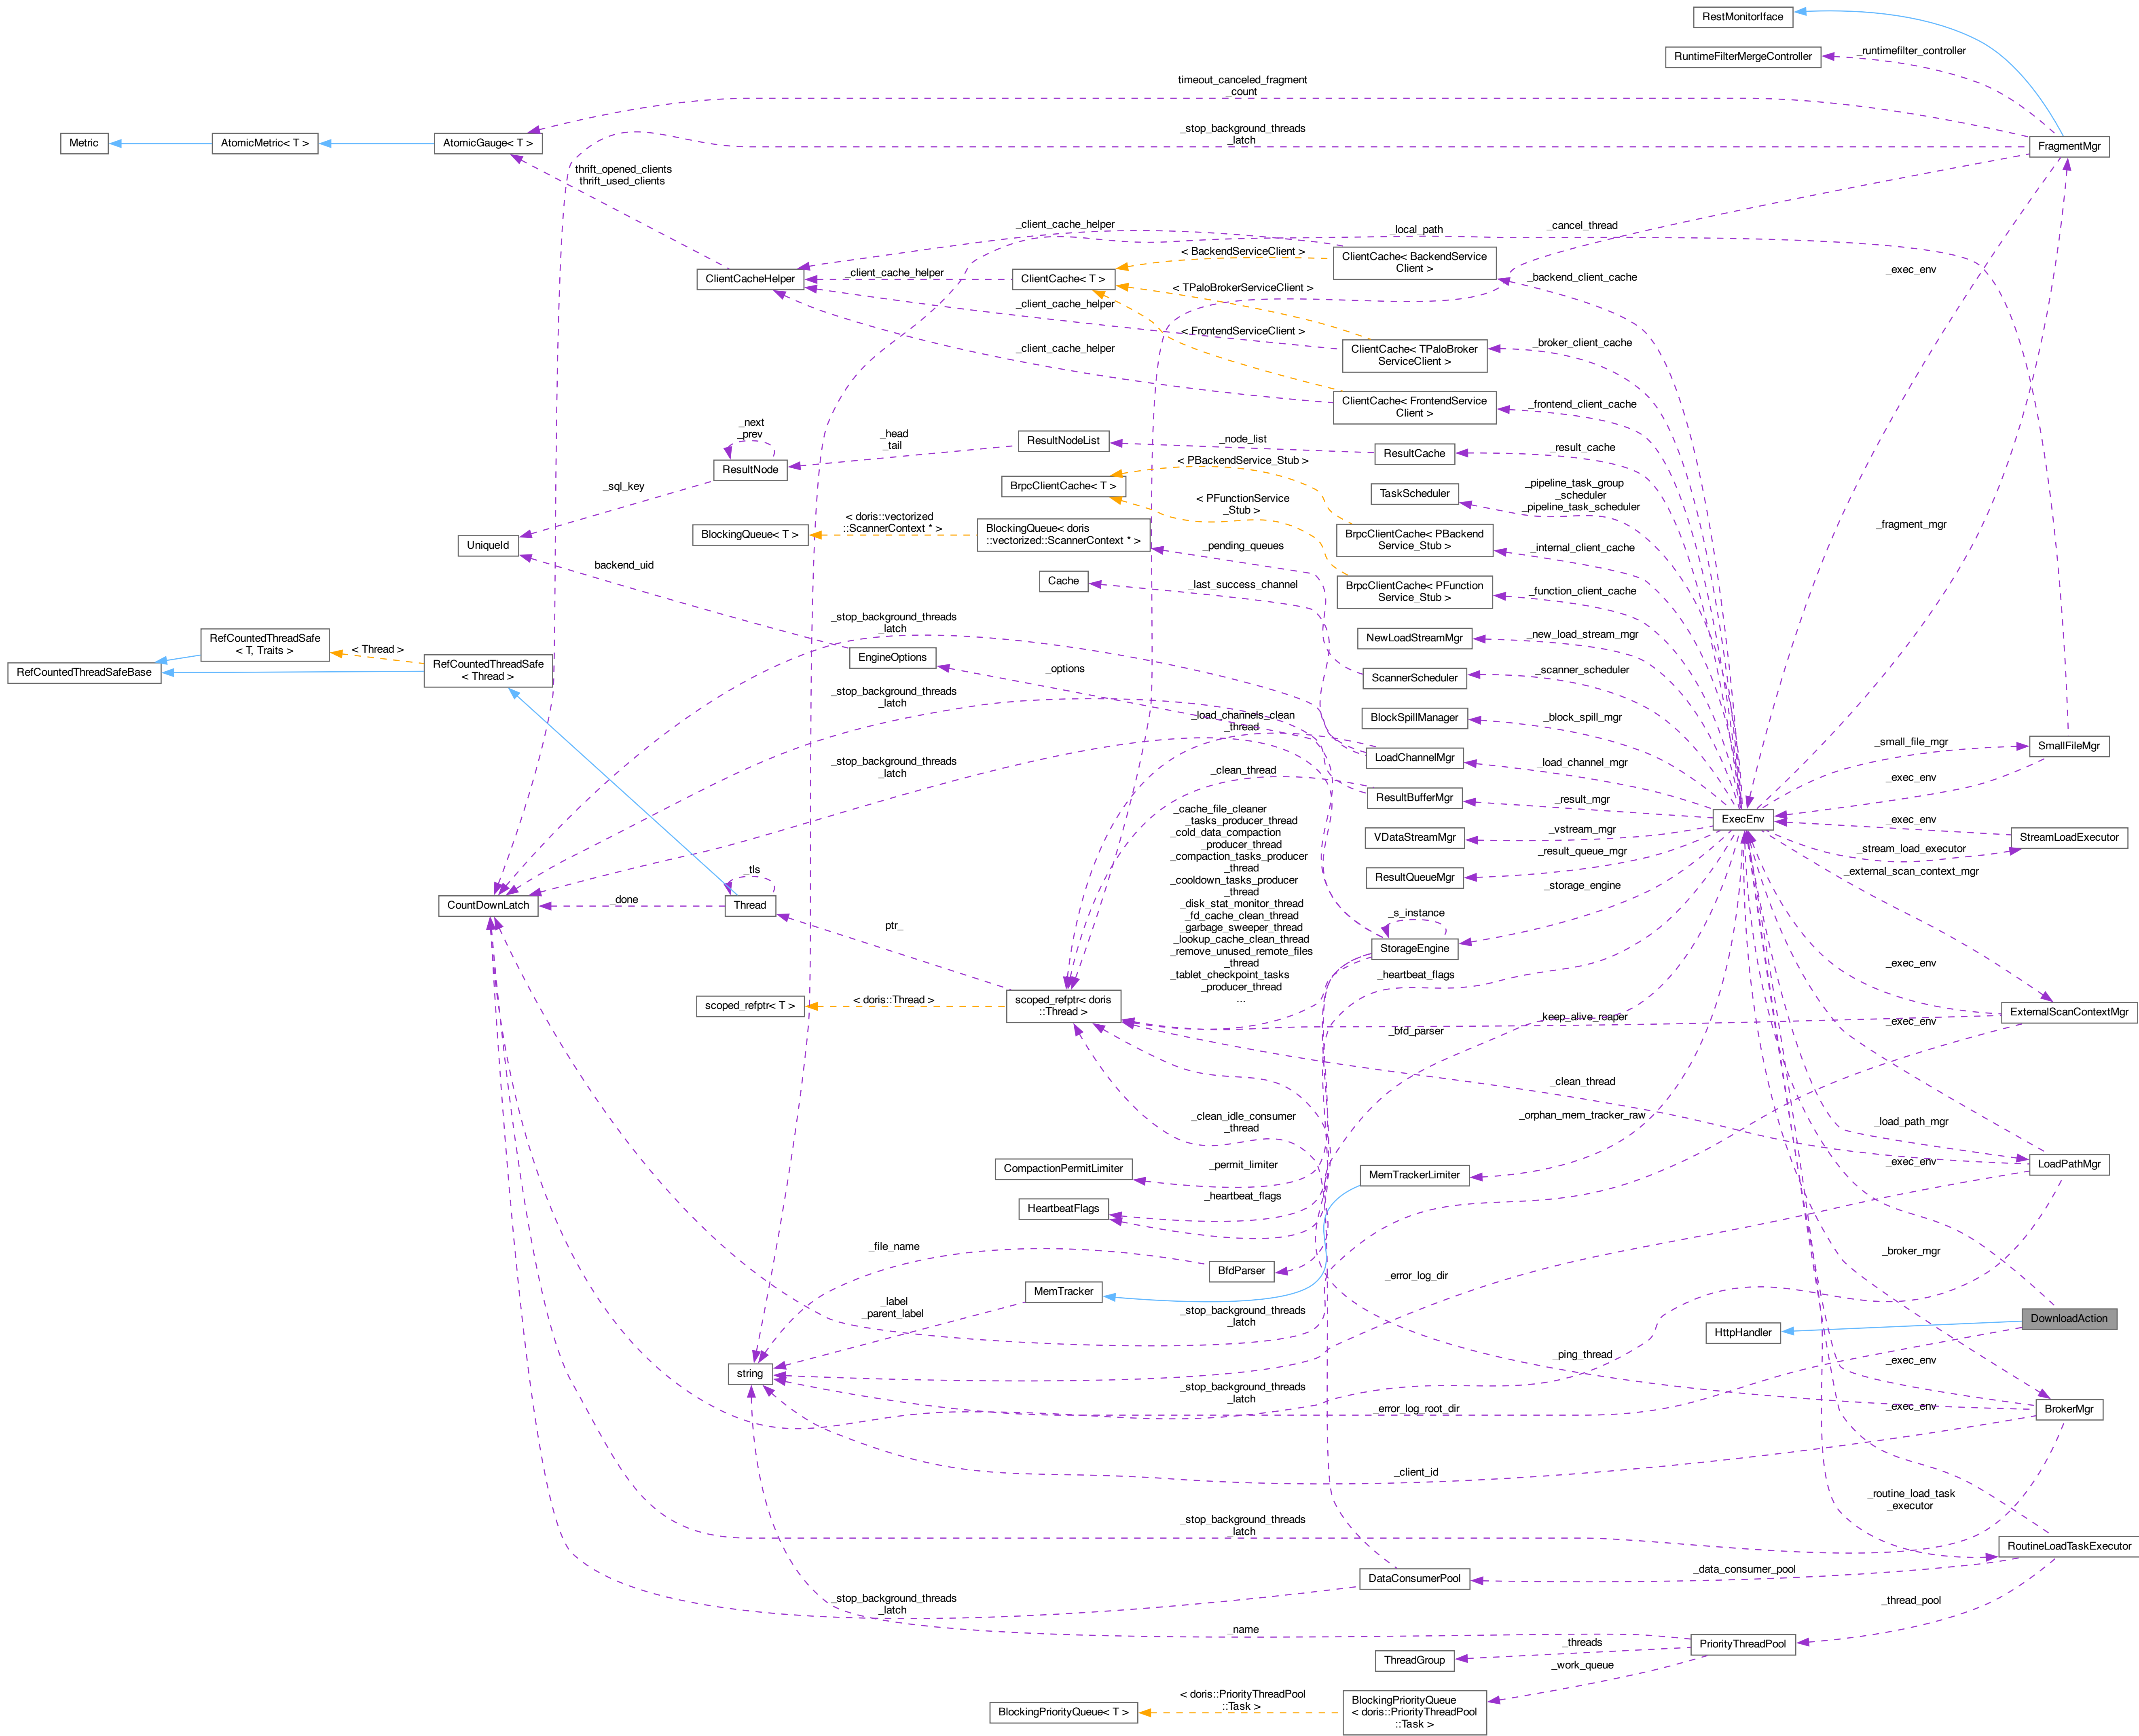 RestMonitorIface
_runtimefilter_controller
RuntimeFilterMergeController
timeout_canceled_fragment
_count
_stop_background_threads
_latch
Metric
AtomicMetric< T >
AtomicGauge< T >
FragmentMgr
thrift_opened_clients
thrift_used_clients
_client_cache_helper
_local_path
_cancel_thread
< BackendServiceClient >
ClientCache< BackendService
Client >
_exec_env
ClientCacheHelper
_client_cache_helper
ClientCache< T >
_backend_client_cache
< TPaloBrokerServiceClient >
_client_cache_helper
< FrontendServiceClient >
_broker_client_cache
ClientCache< TPaloBroker
ServiceClient >
_client_cache_helper
ClientCache< FrontendService
Client >
_frontend_client_cache
_next
_prev
_head
_tail
ResultNodeList
_node_list
ResultCache
_result_cache
ResultNode
< PBackendService_Stub >
_sql_key
BrpcClientCache< T >
TaskScheduler
_pipeline_task_group
_scheduler
_pipeline_task_scheduler
< PFunctionService
_Stub >
_fragment_mgr
< doris::vectorized
::ScannerContext * >
BlockingQueue< T >
BlockingQueue< doris
::vectorized::ScannerContext * >
BrpcClientCache< PBackend
Service_Stub >
_internal_client_cache
UniqueId
_pending_queues
backend_uid
Cache
_last_success_channel
BrpcClientCache< PFunction
Service_Stub >
_function_client_cache
_stop_background_threads
_latch
NewLoadStreamMgr
_new_load_stream_mgr
RefCountedThreadSafe
< T, Traits >
< Thread >
RefCountedThreadSafeBase
RefCountedThreadSafe
< Thread >
EngineOptions
_options
ScannerScheduler
_scanner_scheduler
_stop_background_threads
_latch
_load_channels_clean
_thread
BlockSpillManager
_block_spill_mgr
LoadChannelMgr
_load_channel_mgr
_small_file_mgr
SmallFileMgr
_stop_background_threads
_latch
_clean_thread
_exec_env
ResultBufferMgr
_result_mgr
_cache_file_cleaner
_tasks_producer_thread
_cold_data_compaction
_producer_thread
_compaction_tasks_producer
_thread
_cooldown_tasks_producer
_thread
_disk_stat_monitor_thread
_fd_cache_clean_thread
_garbage_sweeper_thread
_lookup_cache_clean_thread
_remove_unused_remote_files
_thread
_tablet_checkpoint_tasks
_producer_thread
...
ExecEnv
_exec_env
StreamLoadExecutor
VDataStreamMgr
_vstream_mgr
_stream_load_executor
_external_scan_context_mgr
_tls
ResultQueueMgr
_result_queue_mgr
_storage_engine
CountDownLatch
_done
Thread
ptr_
_s_instance
StorageEngine
_exec_env
_heartbeat_flags
scoped_refptr< T >
< doris::Thread >
scoped_refptr< doris
::Thread >
_keep_alive_reaper
ExternalScanContextMgr
_bfd_parser
_exec_env
_clean_thread
_clean_idle_consumer
_thread
_orphan_mem_tracker_raw
_load_path_mgr
_exec_env
LoadPathMgr
CompactionPermitLimiter
_permit_limiter
MemTrackerLimiter
HeartbeatFlags
_heartbeat_flags
_file_name
BfdParser
_broker_mgr
_error_log_dir
MemTracker
_label
_parent_label
_stop_background_threads
_latch
HttpHandler
DownloadAction
_ping_thread
_exec_env
string
_stop_background_threads
_latch
_error_log_root_dir
_exec_env
BrokerMgr
_client_id
_routine_load_task
_executor
_stop_background_threads
_latch
RoutineLoadTaskExecutor
DataConsumerPool
_data_consumer_pool
_stop_background_threads
_latch
_thread_pool
_name
_threads
PriorityThreadPool
ThreadGroup
_work_queue
BlockingPriorityQueue< T >
< doris::PriorityThreadPool
::Task >
BlockingPriorityQueue
< doris::PriorityThreadPool
::Task >